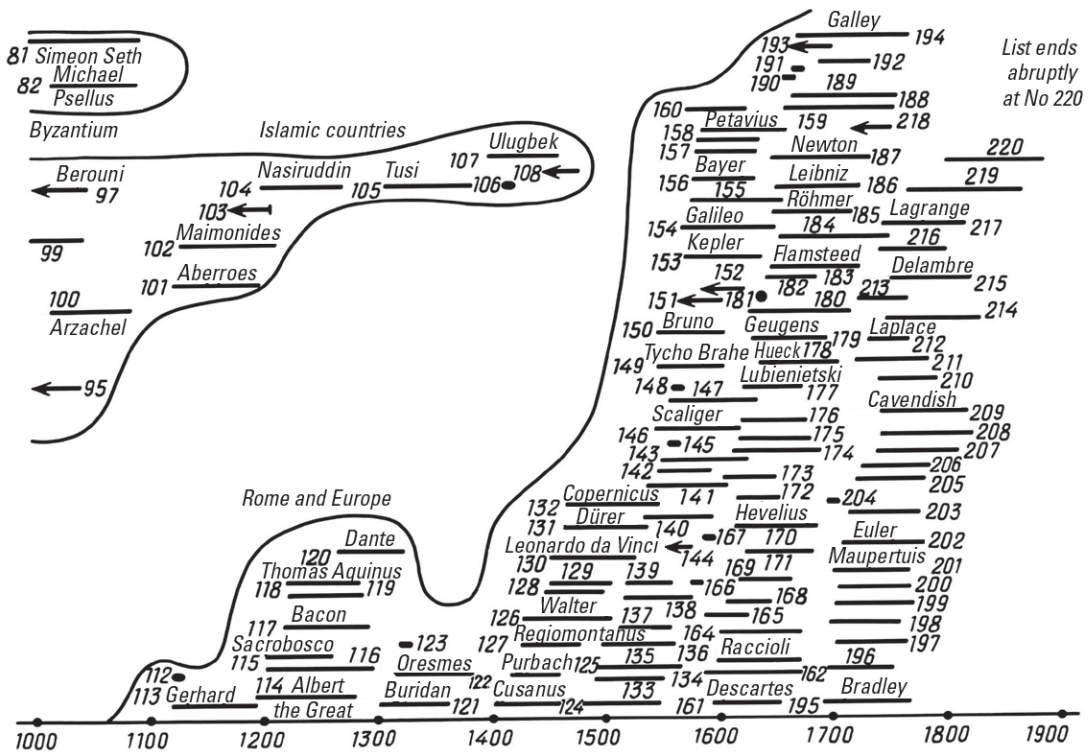 Galley
194
193
List ends
abruptly
at No 220
81 Simeon Seth
191
192
Michael
82
190
189
Psellus
188
160
Petavius
159
218
Byzantium
Islamic countries
Ulugbek
158
Newton
107
157
187
220
Berouni
Nasiruddin
Tusi
108
Bayer
Leibniz
97
104
105
106
156
155
186
219
103
Röhmer
Galileo
185
Lagrange
99
Maimonides
154
184
217
102
Kepler
216
153
Flamsteed
Aberroes
152
183
Delambre
101
182
215
100
151
181
180
213
Arzachel
214
Bruno
Geugens
Laplace
150
179
212
Tycho Brahe
Hueck 178
149
211
95
148
147
Lubienietski
210
177
Cavendish
Scaliger
176
209
146
145
175
208
143
174
207
142
206
Rome and Europe
141
173
205
Copernicus
172
204
132
Hevelius
203
Dürer
140
131
167
Dante
Euler
120
Leonardo da Vinci
144
170
202
Thomas Aquinus
130
129
139
169
171
Maupertuis
201
118
119
128
166
168
200
Bacon
Walter
138
165
199
117
126
137
164
198
Sacrobosco
123
127
Regiomontanus
136
197
115
116
Oresmes
Purbach
125
135
Raccioli
196
112
122
134
162
113
Gerhard
114 Albert
the Great
Buridan
121
Cusanus
124
133
161
Descartes
195
Bradley
1000
1100
1200
1300
1400
1500
1600
1700
1800
1900